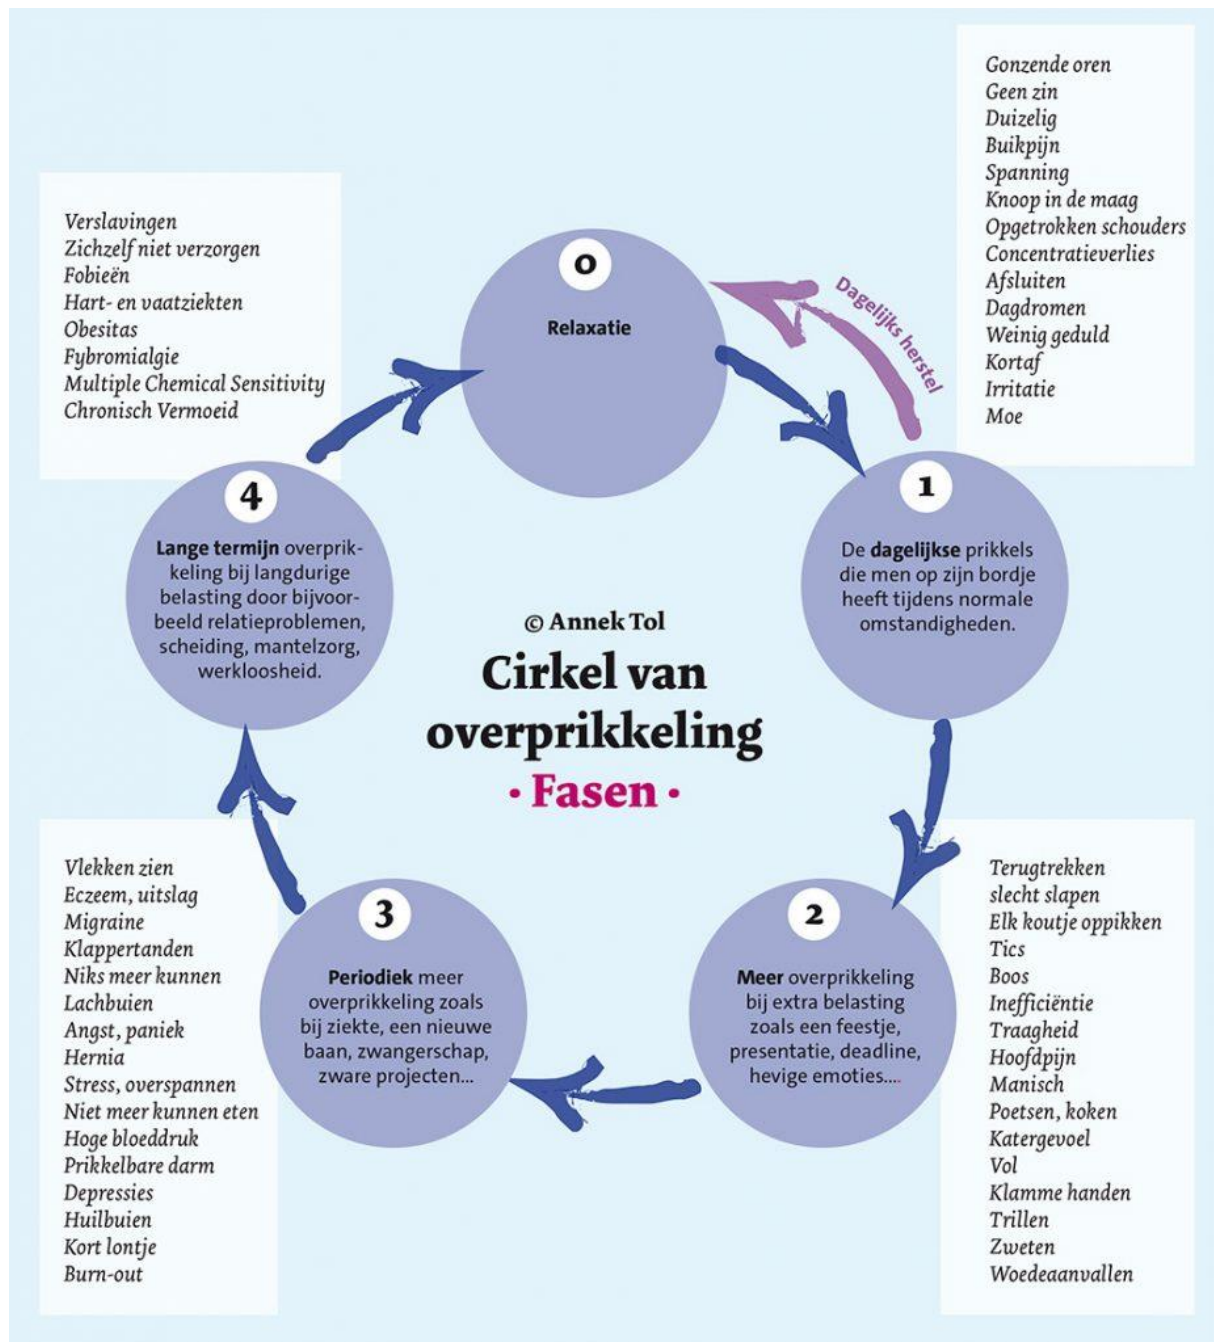 Cirkel van
overprikkeling
· Fasen ·
© Annek Tol
0
Relaxatie
Dagelijks herstel
1
De dagelijkse prikkels
die men op zijn bordje
heeft tijdens normale
omstandigheden.
Gonzende oren
Geen zin
Duizelig
Buikpijn
Spanning
Knoop in de maag
Opgetrokken schouders
Concentratieverlies
Afsluiten
Dagdromen
Weinig geduld
Kortaf
Irritatie
Moe
2
Meer overprikkeling
bij extra belasting
zoals een feestje,
presentatie, deadline,
hevige emoties....
Terugtrekken
slecht slapen
Elk koutje oppikken
Tics
Boos
Inefficiëntie
Traagheid
Hoofdpijn
Manisch
Poetsen, koken
Katergevoel
Vol
Klamme handen
Trillen
Zweten
Woedeaanvallen
3
Periodiek meer
overprikkeling zoals
bij ziekte, een nieuwe
baan, zwangerschap,
zware projecten...
Vlekken zien
Eczeem, uitslag
Migraine
Klappertanden
Niks meer kunnen
Lachbuien
Angst, paniek
Hernia
Stress, overspannen
Niet meer kunnen eten
Hoge bloeddruk
Prikkelbare darm
Depressies
Huilbuien
Kort lontje
Burn-out
4
Lange termijn overprik-
keling bij langdurige
belasting door bijvoor-
beeld relatieproblemen,
scheiding, mantelzorg,
werkloosheid.
Verslavingen
Zichzelf niet verzorgen
Fobieën
Hart- en vaatziekten
Obesitas
Fybromialgie
Multiple Chemical Sensitivity
Chronisch Vermoeid